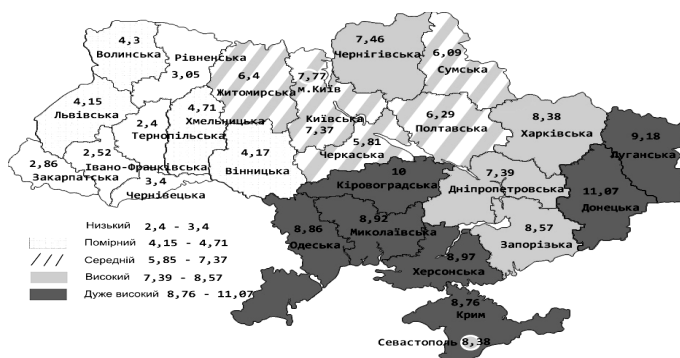 4,3
Волинська
Рівненська
3,05
6,4
Житомирська
7,77
м.Київ
7,46
Чернігівська
6,09
Сумська
4,15
Львівська
2,4
Тернопільська
4,71
Хмельницька
Київська
7,37
6,29
Полтавська
8,38
Харківська
9,18
Луганська
2,86
Закарпатська
2,52
Івано-Франківська
3,4
Чернівецька
4,17
Вінницька
5,81
Черкаська
10
Кіровоградська
7,39
Дніпропетровська
11,07
Донецька
8,86
Одеська
8,92
Миколаївська
8,57
Запорізька
8,97
Херсонська
8,76
Крим
Севастополь 8,38
Низький 2,4 - 3,4
Помірний 4,15 - 4,71
Середній 5,85 - 7,37
Високий 7,39 - 8,57
Дуже високий 8,76 - 11,07